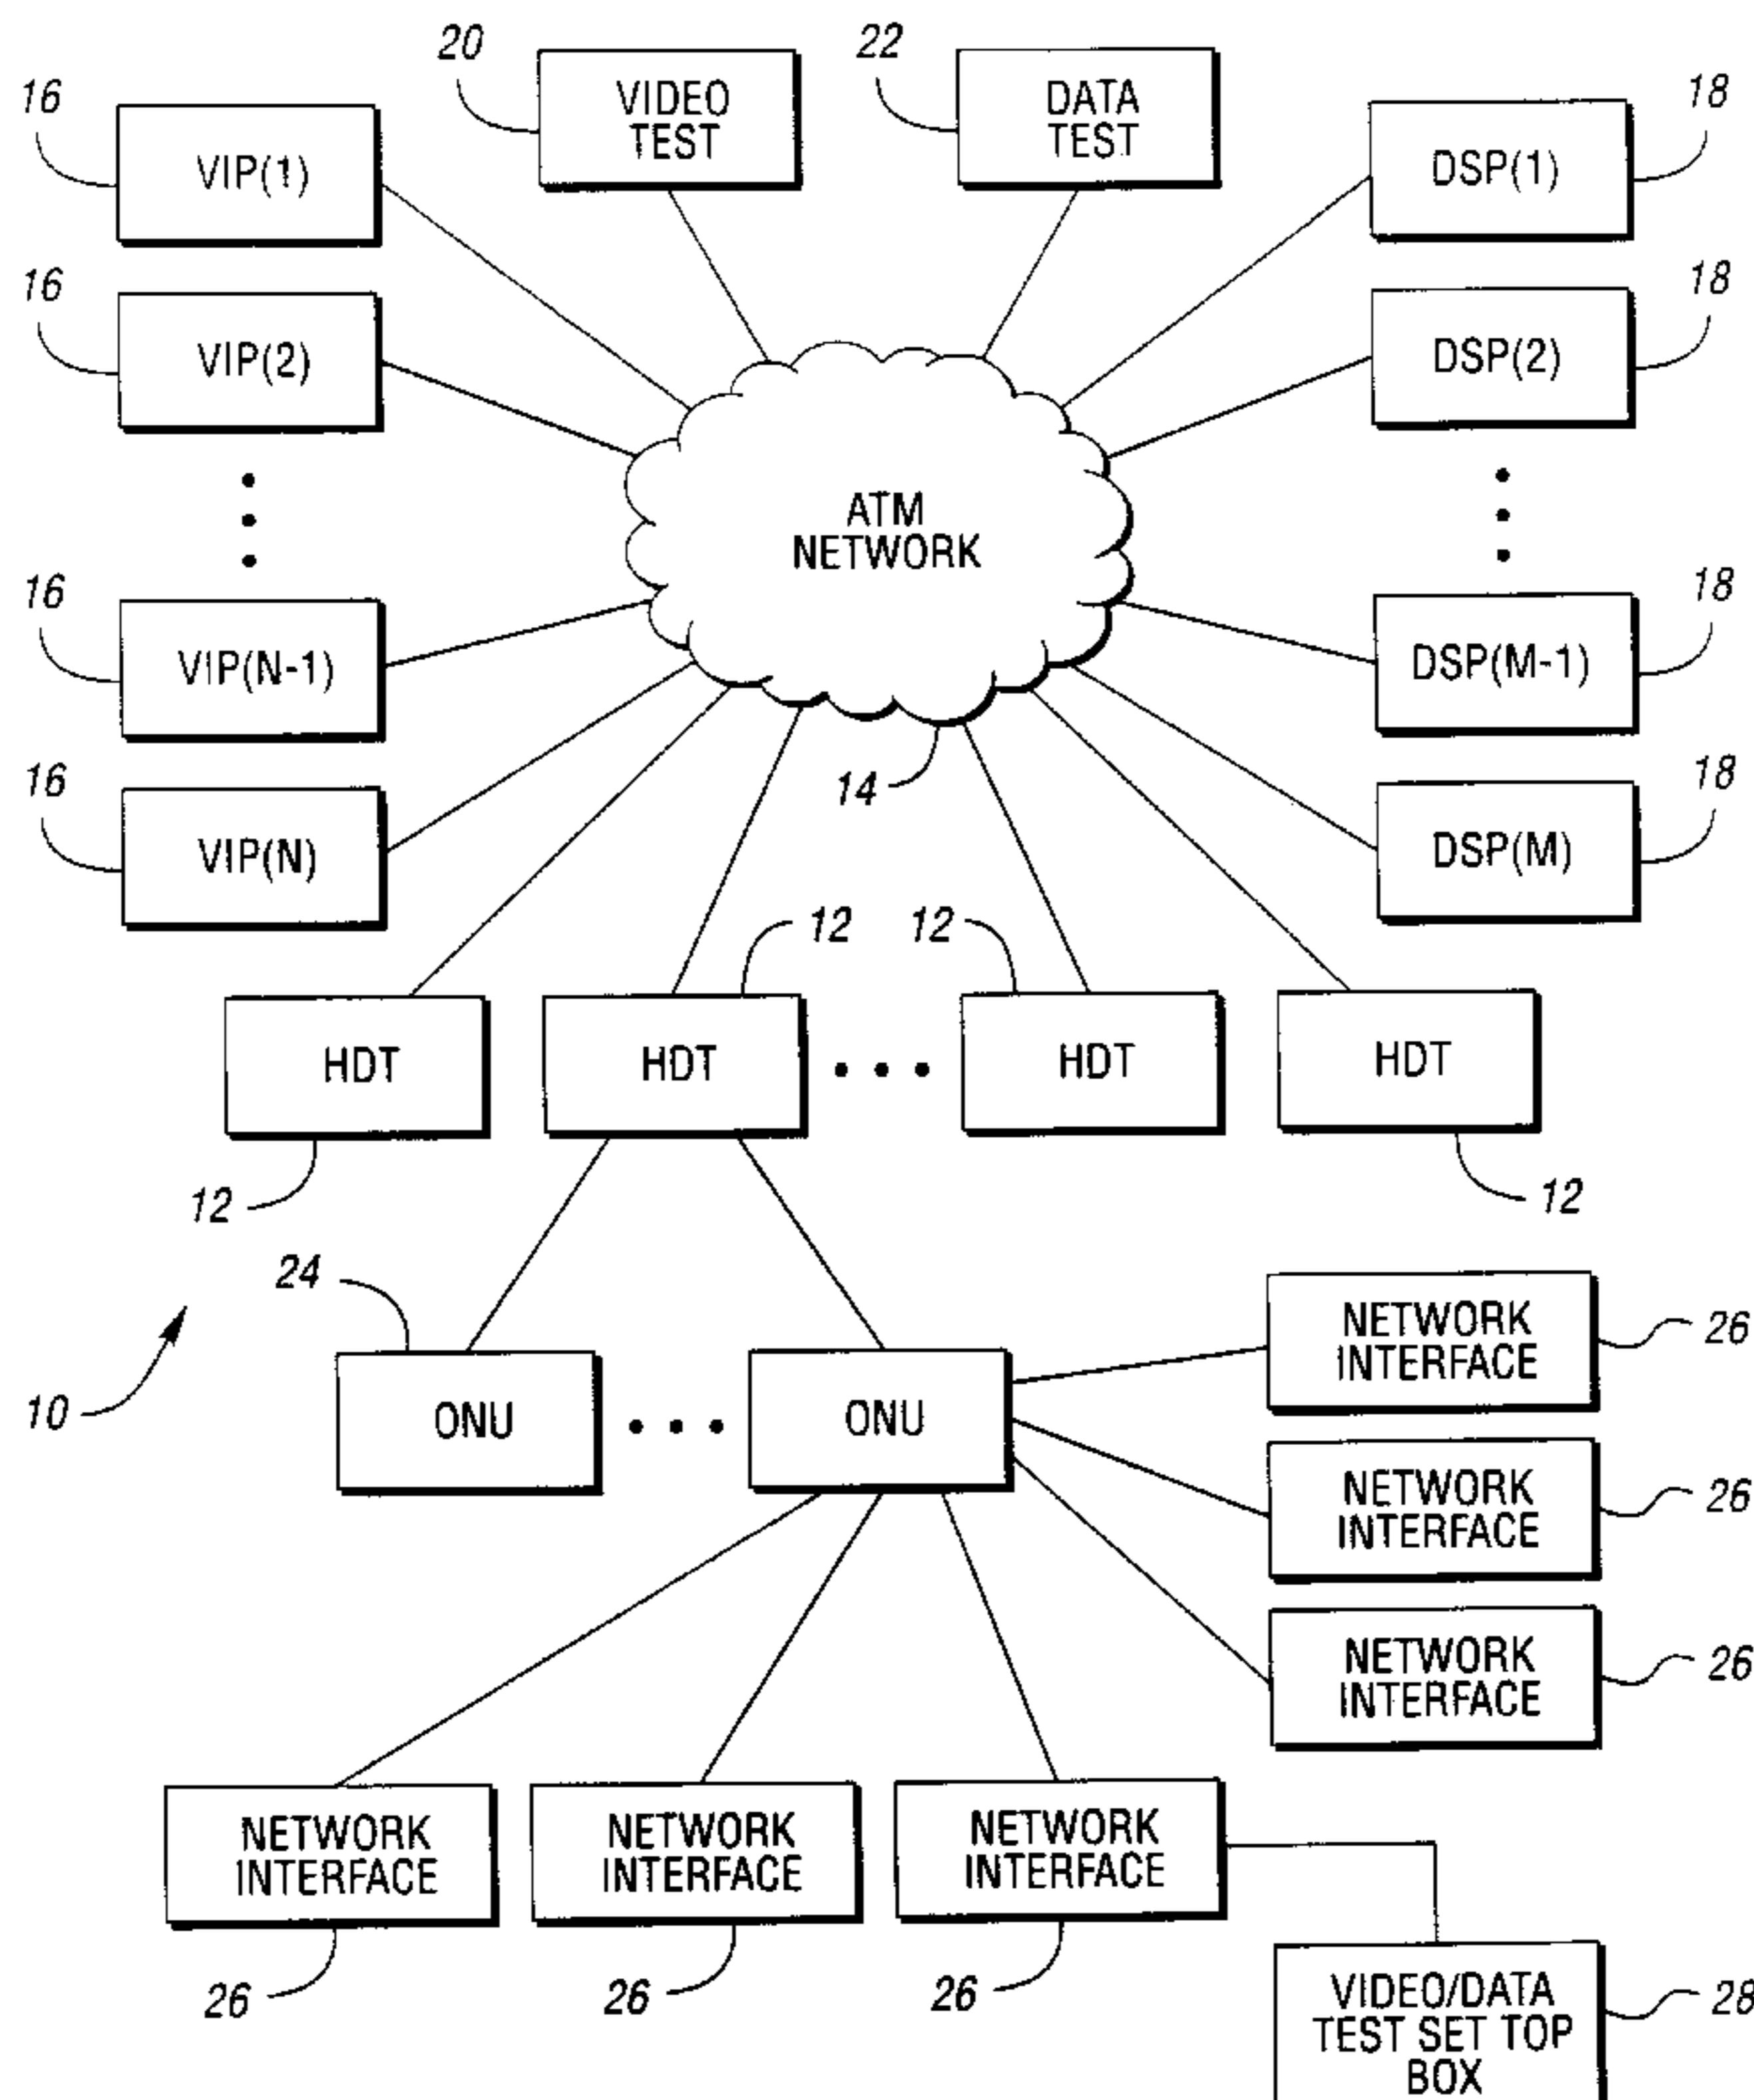 20
22
16
VIDEO
TEST
DATA
TEST
18
VIP(1)
DSP(1)
16
18
VIP(2)
DSP(2)
ATM
NETWORK
16
18
VIP(N-1)
DSP(M-1)
16
14
18
VIP(N)
DSP(M)
12
12
HDT
HDT
HDT
HDT
12
12
24
10
ONU
ONU
NETWORK
INTERFACE
26
NETWORK
INTERFACE
26
NETWORK
INTERFACE
26
NETWORK
INTERFACE
NETWORK
INTERFACE
NETWORK
INTERFACE
26
26
26
VIDEO/DATA
TEST SET TOP
BOX
28